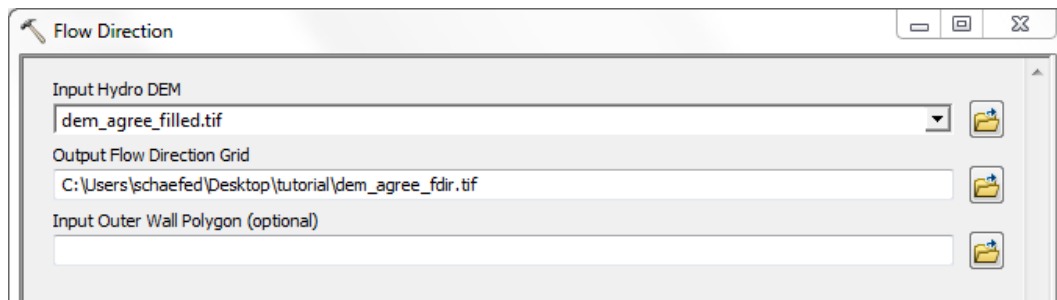 Flow Direction
Input Hydro DEM
dem_agree_filled.tif
Output Flow Direction Grid
C:\Users\schaefed\Desktop\tutorial\dem_agree_fdir.tif
Input Outer Wall Polygon (optional)